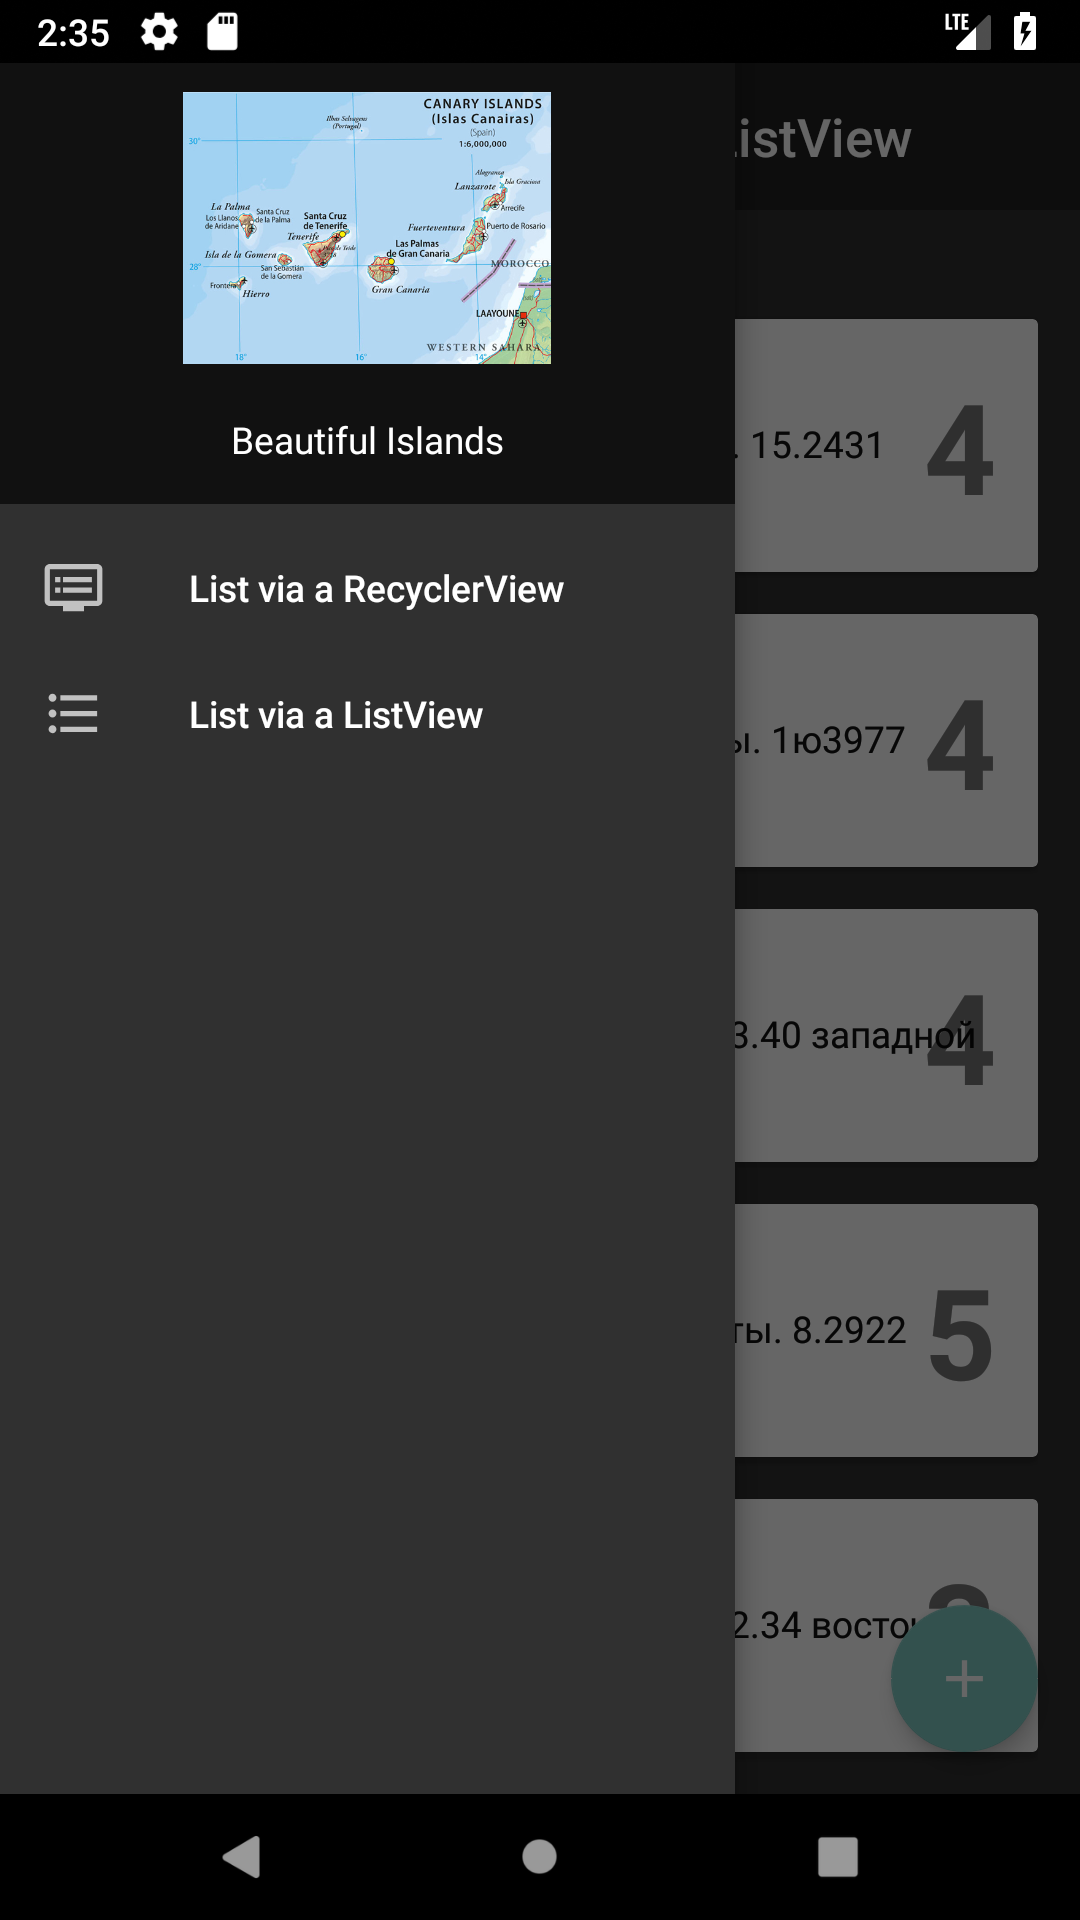 2:35
LTE
CANARY ISLANDS
(Islas Canairas)
(Spain)
1:6,000,000
Ilhas Selvagens
(Portugal)
30°
Alegranza
Isla Graciosa
Lanzarote
Arrecife
La Palma
Los Llanos
de Aridane
Santa Cruz
de la Palma
Santa Cruz
de Tenerife
Tenerife
Fuerteventura
Puerto de Rosario
Las Palmas
de Gran Canaria
Isla de la Gomera
San Sebastián
de la Gomera
28°
MOROCCO
Frontera
Hierro
Gran Canaria
LAAYOUNE
WESTERN SAHARA
18°
16°
14°
Beautiful Islands
List via a RecyclerView
List via a ListView
istView
. 15.2431
4
ы. 1ю3977
4
3.40 западной
4
ты. 8.2922
5
2.34 восто